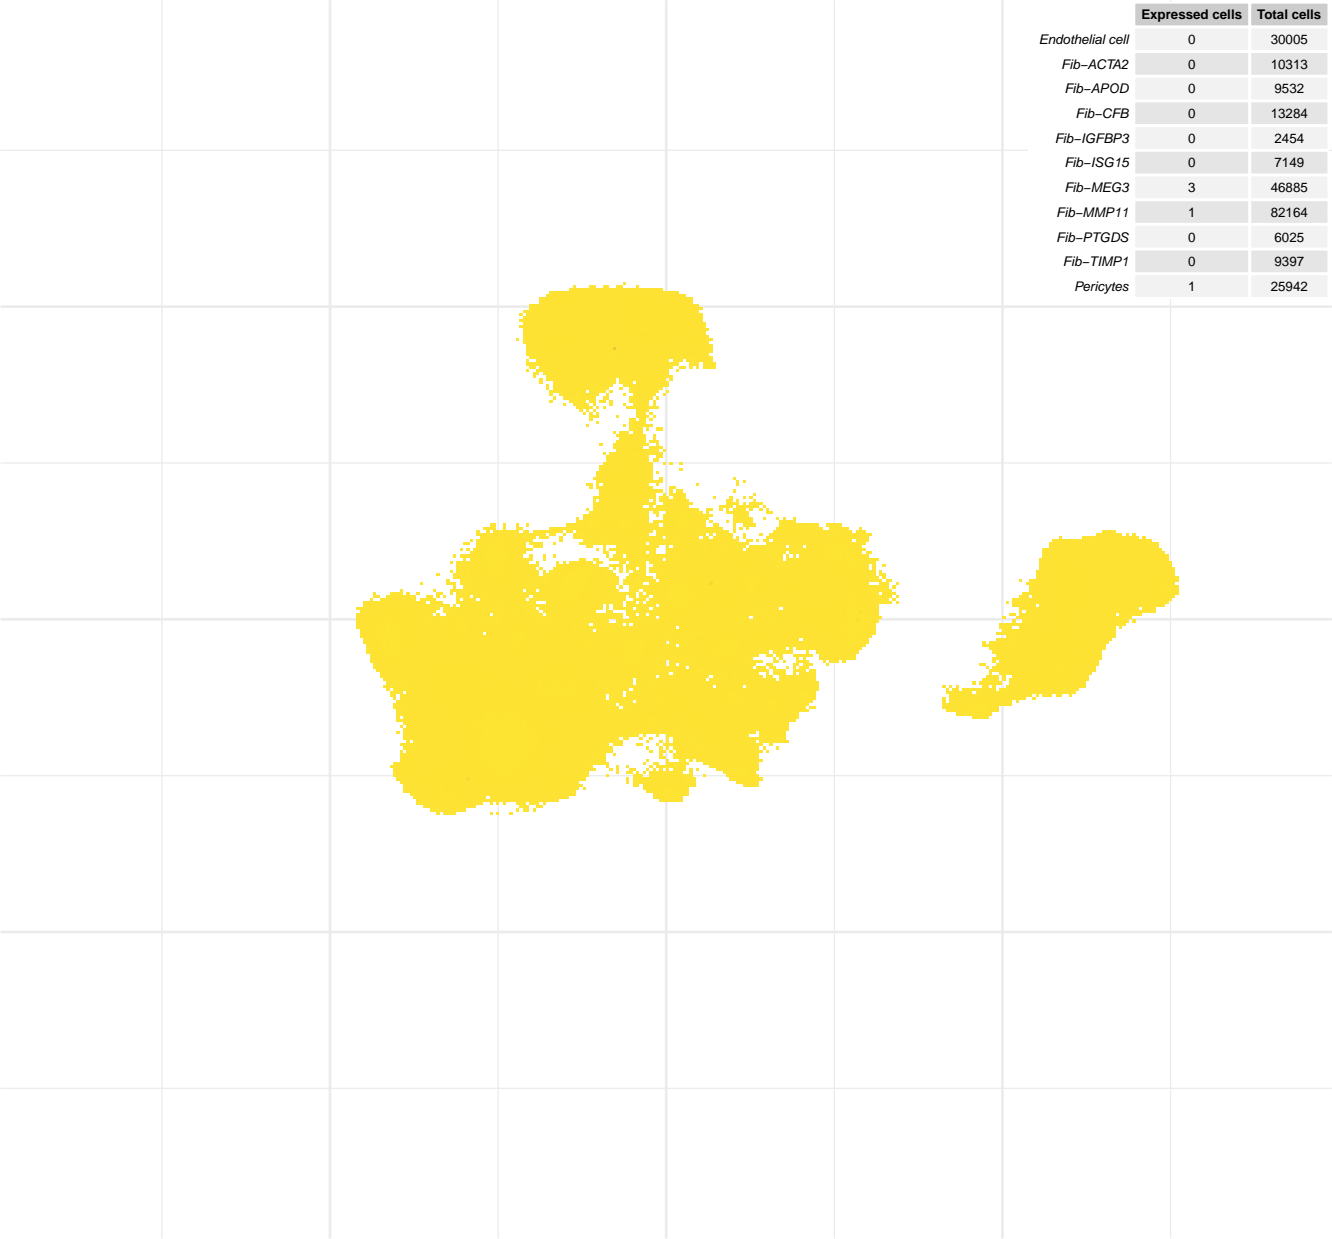 Expressed cells Total cells
Endothelial cell 0 30005
Fib−ACTA2 0 10313
Fib−APOD 0 9532
Fib−CFB 0 13284
Fib−IGFBP3 0 2454
Fib−ISG15 0 7149
Fib−MEG3 3 46885
Fib−MMP11 1 82164
Fib−PTGDS 0 6025
Fib−TIMP1 0 9397
Pericytes 1 25942